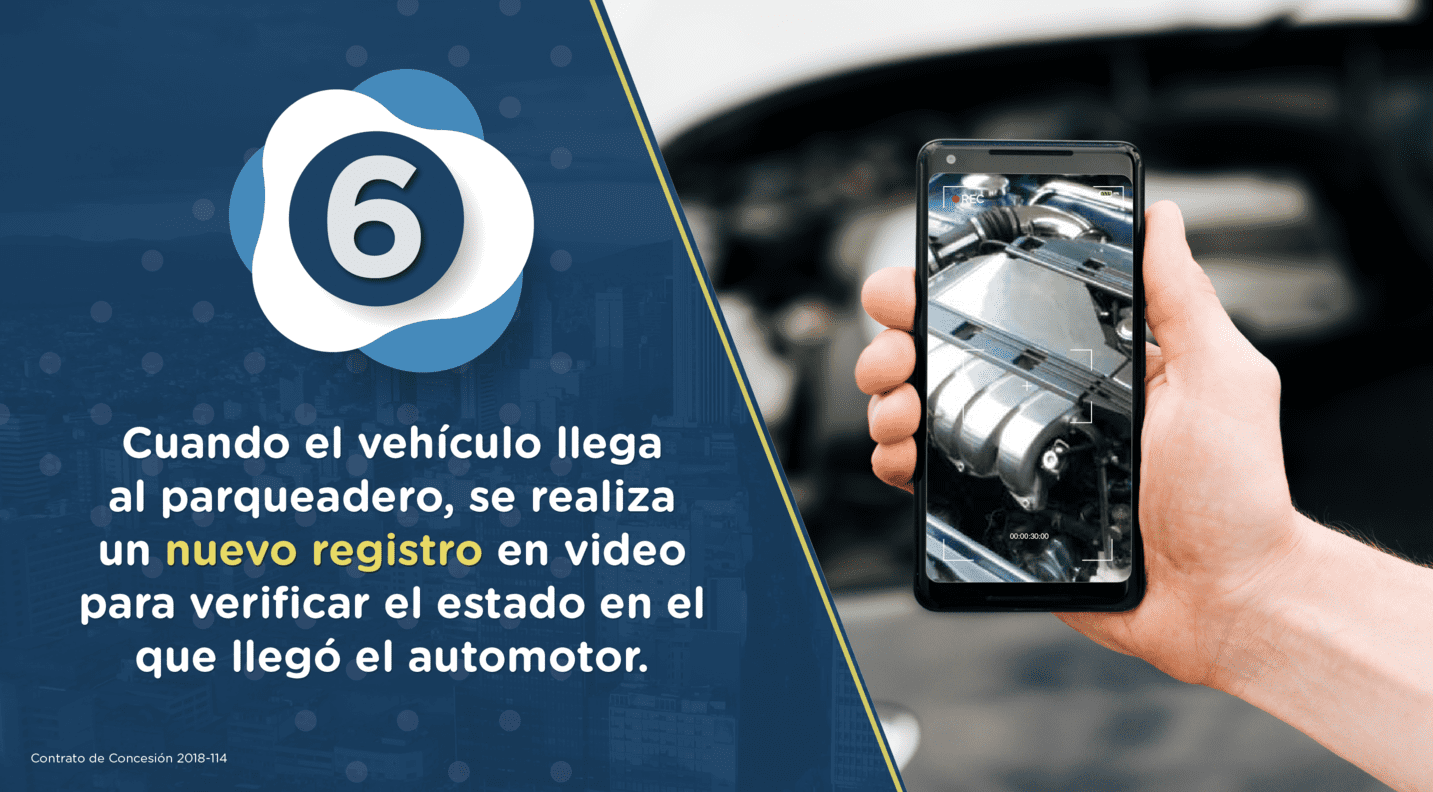 6
Cuando el vehículo llega
al parqueadero, se realiza
un nuevo registro en video
para verificar el estado en el
que llegó el automotor.
Contrato de Concesión 2018-114
REC
00:00:30:00